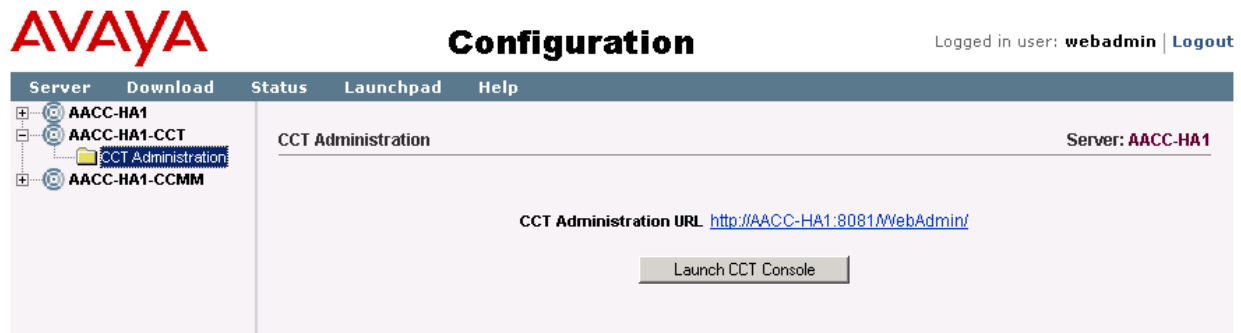 AVAYA
Configuration
Logged in user: webadmin | Logout
Server Download Status Launchpad Help
AACC-HA1
AACC-HA1-CCT
CCT Administration
AACC-HA1-CCMM
CCT Administration
Server: AACC-HA1
CCT Administration URL http://AACC-HA1:8081/WebAdmin/
Launch CCT Console